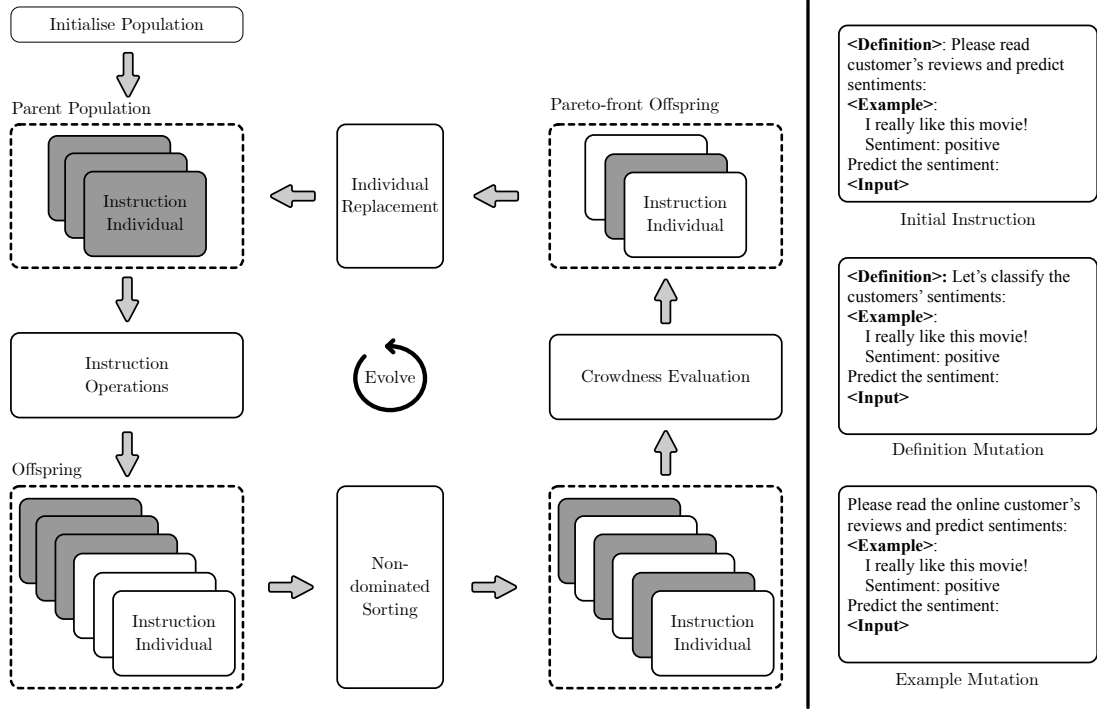 Initialise Population
Parent Population
Instruction
Individual
Individual
Replacement
Pareto-front Offspring
Instruction
Individual
Instruction
Operations
Evolve
Crowdness Evaluation
Offspring
Instruction
Individual
Non-
dominated
Sorting
Instruction
Individual
<Definition>: Please read
customer's reviews and predict
sentiments:
<Example>:
I really like this movie!
Sentiment: positive
Predict the sentiment:
<Input>
Initial Instruction
<Definition>: Let's classify the
customers' sentiments:
<Example>:
I really like this movie!
Sentiment: positive
Predict the sentiment:
<Input>
Definition Mutation
Please read the online customer's
reviews and predict sentiments:
<Example>:
I really like this movie!
Sentiment: positive
Predict the sentiment:
<Input>
Example Mutation